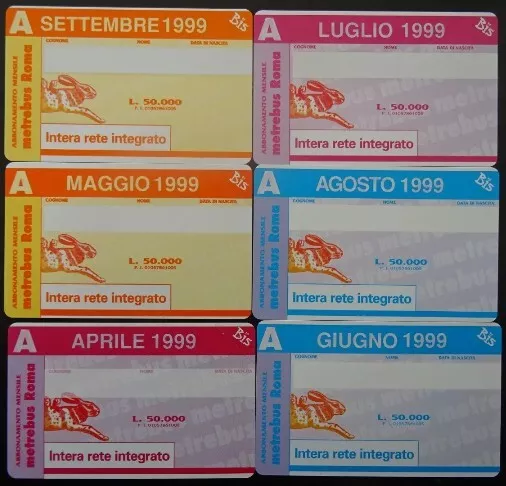 A SETTEMBRE 1999 Bis
COGNOME NOME DATA DI NASCITA
ABBONAMENTO MENSILE
metrebus Roma
L. 50.000
Intera rete integrato
A LUGLIO 1999 Bis
COGNOME NOME DATA DI NASCITA
ABBONAMENTO MENSILE
metrebus Roma
L. 50.000
Intera rete integrato
A MAGGIO 1999 Bis
COGNOME NOME DATA DI NASCITA
ABBONAMENTO MENSILE
metrebus Roma
L. 50.000
Intera rete integrato
A AGOSTO 1999 Bis
COGNOME NOME DATA DI NASCITA
ABBONAMENTO MENSILE
metrebus Roma
L. 50.000
Intera rete integrato
A APRILE 1999 Bis
COGNOME NOME DATA DI NASCITA
ABBONAMENTO MENSILE
metrebus Roma
L. 50.000
Intera rete integrato
A GIUGNO 1999 Bis
COGNOME NOME DATA DI NASCITA
ABBONAMENTO MENSILE
metrebus Roma
L. 50.000
Intera rete integrato